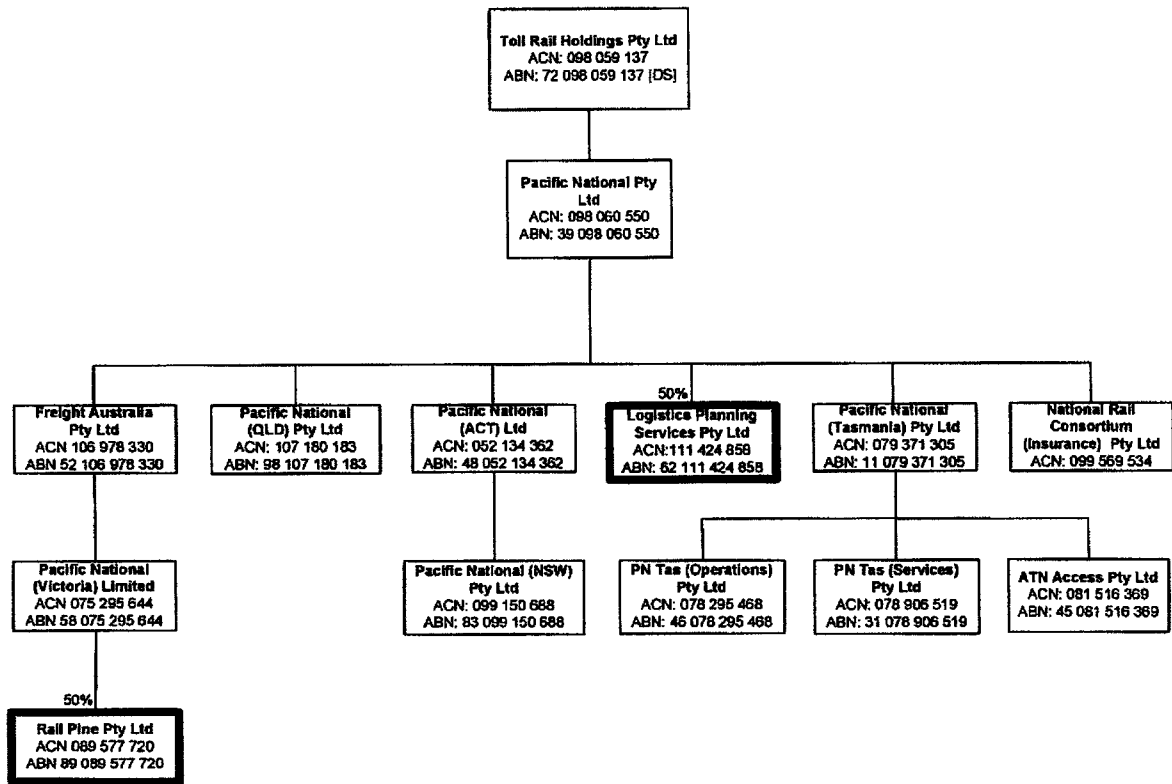 Toll Rail Holdings Pty Ltd
ACN: 098 059 137
ABN: 72 098 059 137 [DS]
Pacific National Pty
Ltd
ACN: 098 060 550
ABN: 39 098 060 550
Freight Australia
Pty Ltd
ACN 106 978 330
ABN 52 106 978 330
Pacific National
(QLD) Pty Ltd
ACN: 107 180 183
ABN: 98 107 180 183
Pacific National
(ACT) Ltd
ACN: 052 134 362
ABN: 48 052 134 362
50%
Logistics Planning
Services Pty Ltd
ACN:111 424 858
ABN: 62 111 424 858
Pacific National
(Tasmania) Pty Ltd
ACN: 079 371 305
ABN: 11 079 371 305
National Rail
Consortium
(Insurance) Pty Ltd
ACN: 099 569 534
Pacific National
(Victoria) Limited
ACN 075 295 644
ABN 58 075 295 644
Pacific National (NSW)
Pty Ltd
ACN: 099 150 688
ABN: 83 099 150 688
PN Tas (Operations)
Pty Ltd
ACN: 078 295 468
ABN: 46 078 295 468
PN Tas (Services)
Pty Ltd
ACN: 078 906 519
ABN: 31 078 906 519
ATN Access Pty Ltd
ACN: 081 516 369
ABN: 45 081 516 369
50%
Rail Pine Pty Ltd
ACN 089 577 720
ABN 89 089 577 720